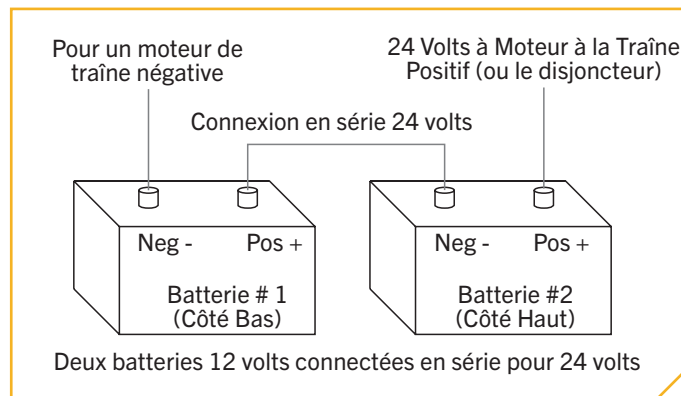 Pour un moteur de
traîne négative
24 Volts à Moteur à la Traîne
Positif (ou le disjoncteur)
Connexion en série 24 volts
Neg - Pos +
Batterie # 1
(Côté Bas)
Neg - Pos +
Batterie #2
(Côté Haut)
Deux batteries 12 volts connectées en série pour 24 volts